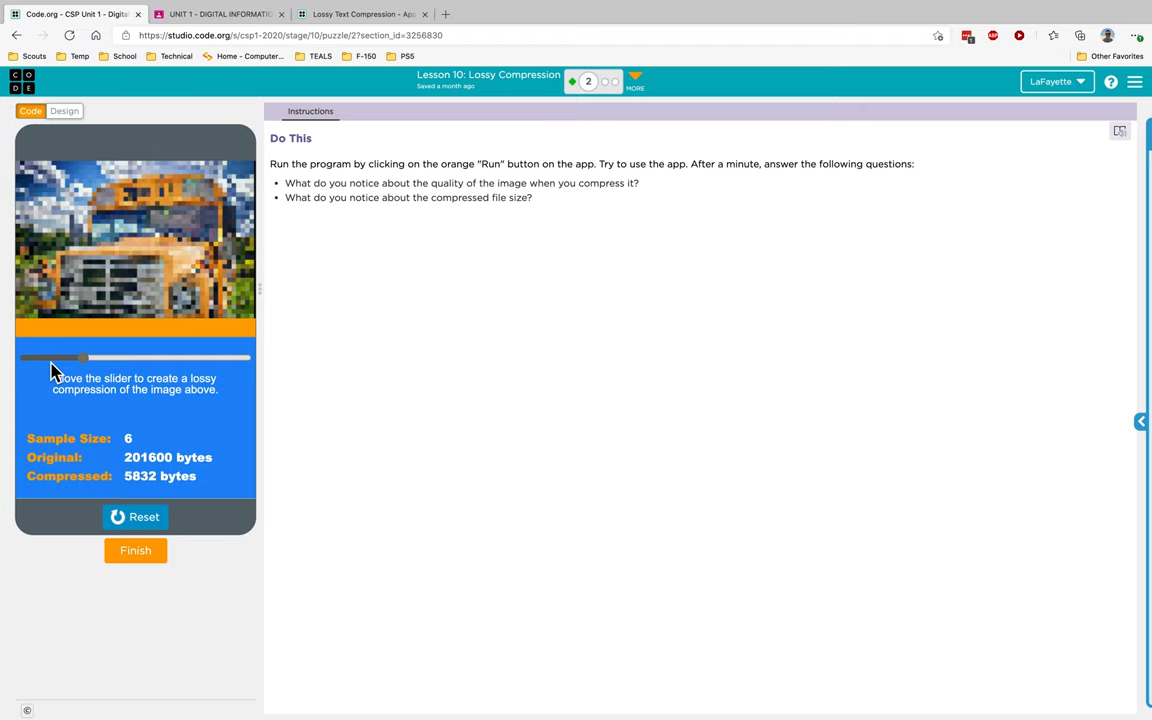 Code.org - CSP Unit 1 - Digital
UNIT 1 - DIGITAL INFORMATIO
Lossy Text Compression - App
https://studio.code.org/s/csp1-2020/stage/10/puzzle/2?section_id=3256830
Scouts
Temp
School
Technical
Home - Computer...
TEALS
F-150
PS5
Other Favorites
CO
DE
Lesson 10: Lossy Compression
Saved a month ago
2
MORE
LaFayette
Code
Design
Instructions
Do This
Run the program by clicking on the orange "Run" button on the app. Try to use the app. After a minute, answer the following questions:
• What do you notice about the quality of the image when you compress it?
• What do you notice about the compressed file size?
ove the slider to create a lossy
compression of the image above.
Sample Size: 6
Original: 201600 bytes
Compressed: 5832 bytes
Reset
Finish
©